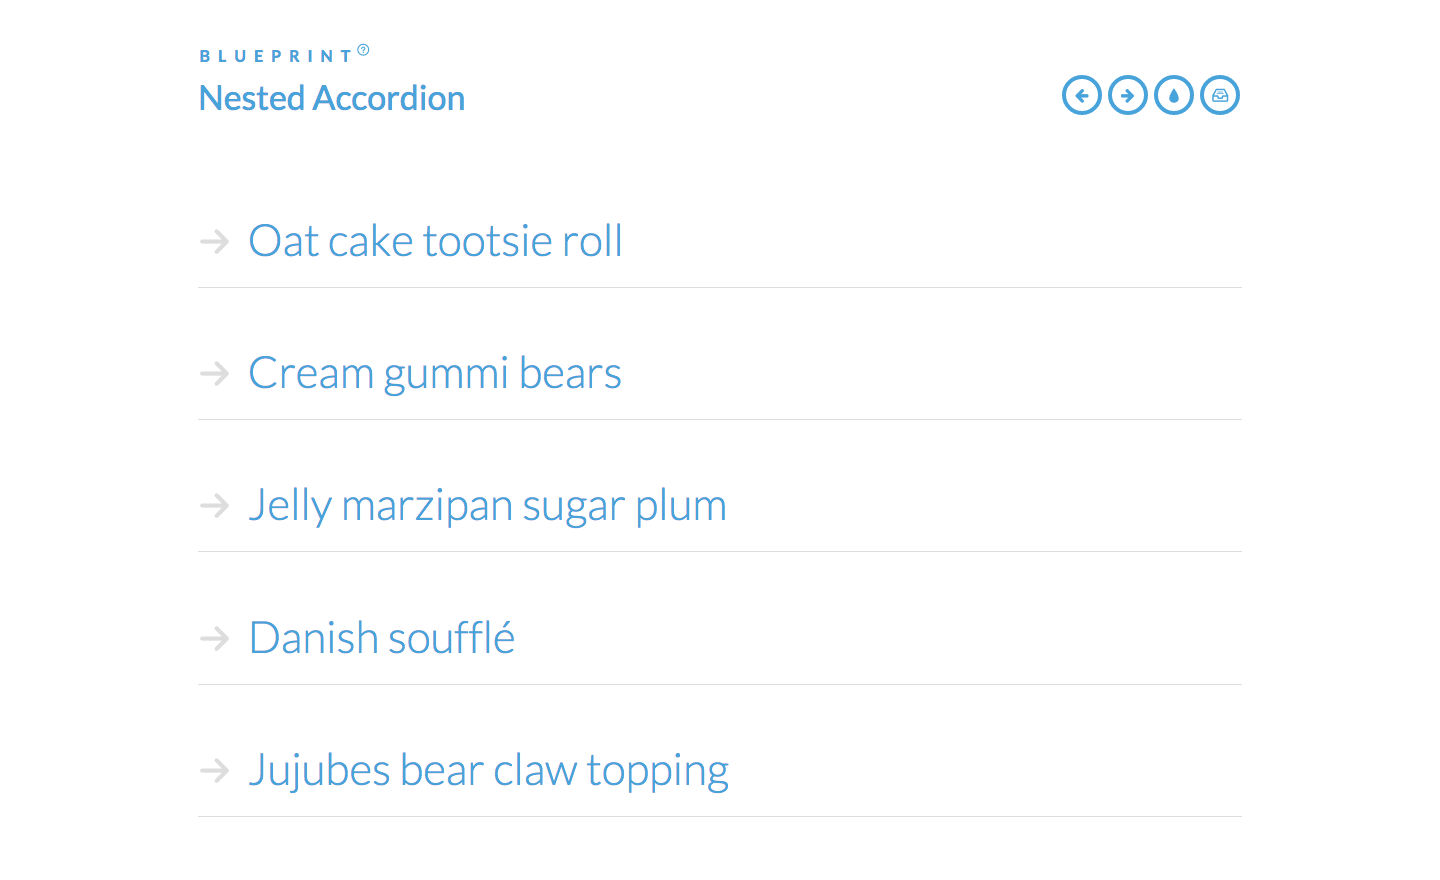 BLUEPRINT ?
Nested Accordion
Oat cake tootsie roll
Cream gummi bears
Jelly marzipan sugar plum
Danish soufflé
Jujubes bear claw topping